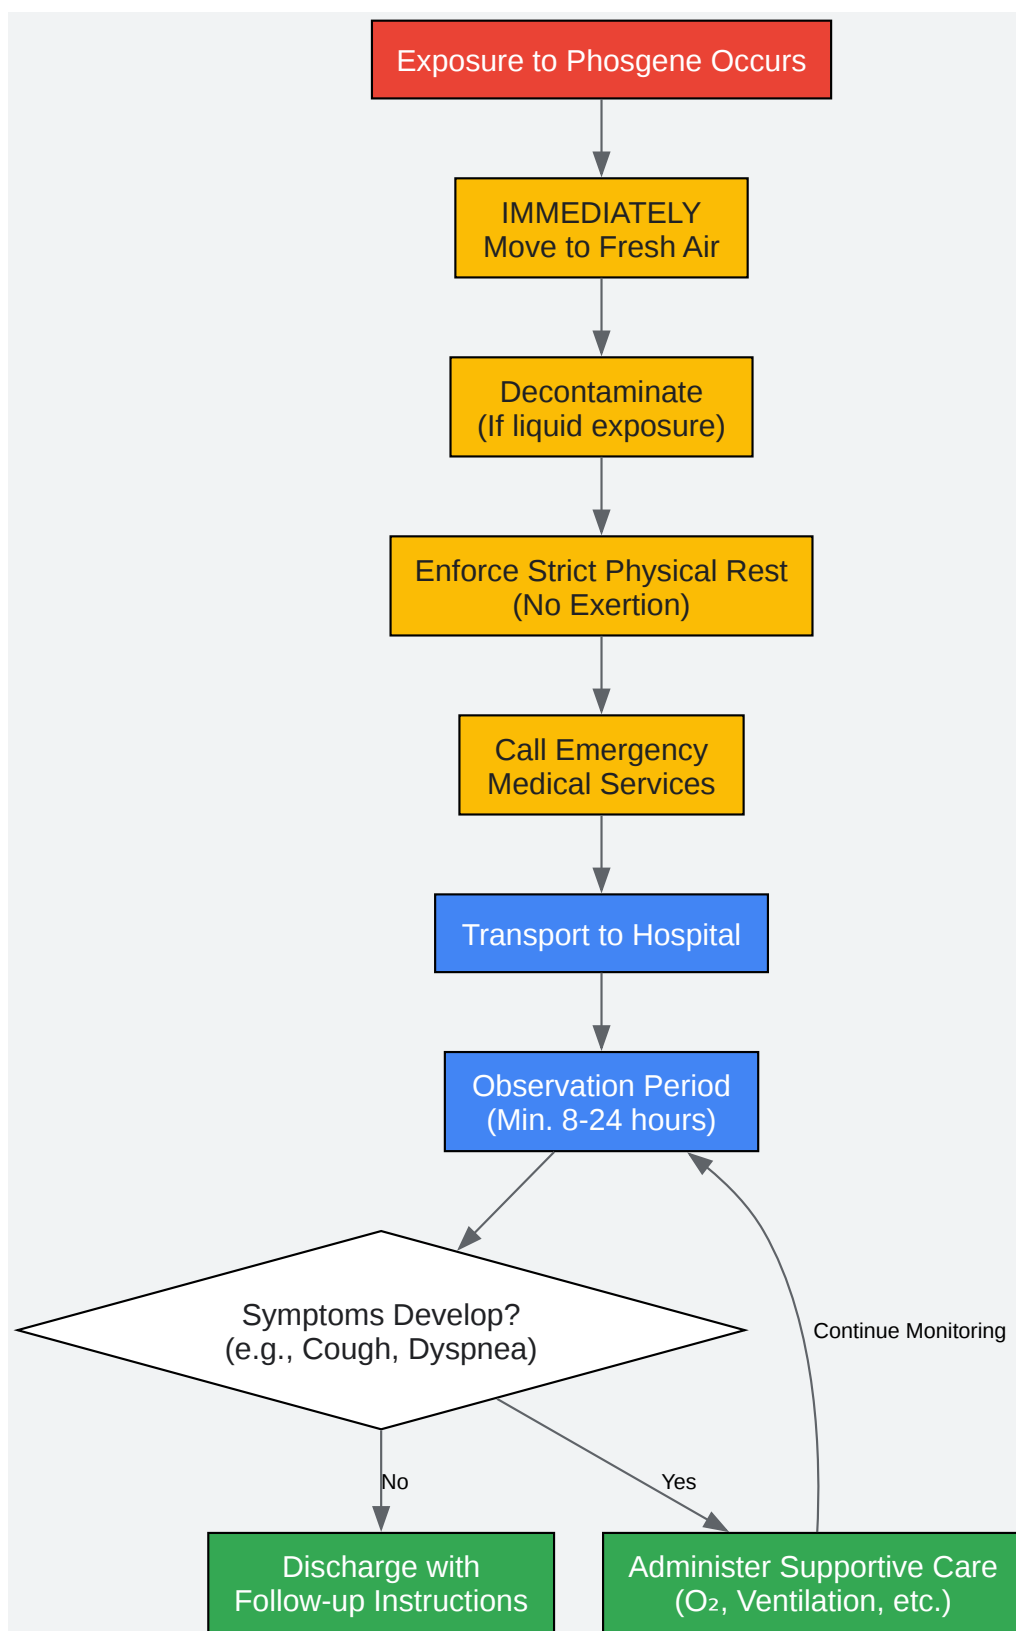 Exposure to Phosgene Occurs
IMMEDIATELY
Move to Fresh Air
Decontaminate
(If liquid exposure)
Enforce Strict Physical Rest
(No Exertion)
Call Emergency
Medical Services
Transport to Hospital
Observation Period
(Min. 8-24 hours)
Symptoms Develop?
(e.g., Cough, Dyspnea)
Continue Monitoring
No
Yes
Discharge with
Follow-up Instructions
Administer Supportive Care
(O₂, Ventilation, etc.)